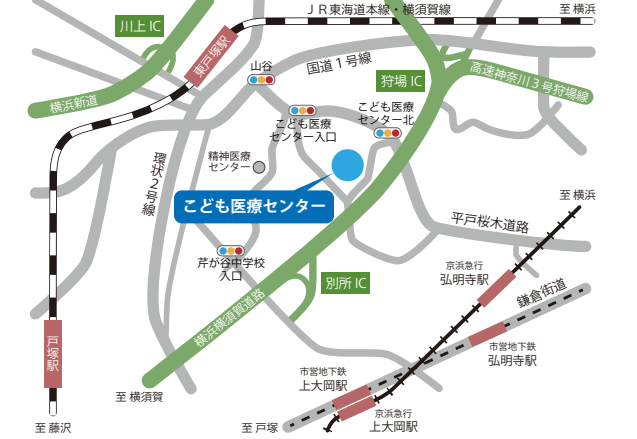 JR東海道本線・横須賀線
至 横浜
川上 IC
東戸塚駅
山谷
国道1号線
狩場 IC
高速神奈川3号狩場線
横浜新道
こども医療
センター入口
こども医療
センター北
精神医療
センター
環状2号線
こども医療センター
至 横浜
平戸桜木道路
京浜急行
弘明寺駅
芹が谷中学校
入口
別所 IC
鎌倉街道
横浜横須賀道路
戸塚駅
市営地下鉄
弘明寺駅
市営地下鉄
上大岡駅
至 横須賀
京浜急行
上大岡駅
至 藤沢
至 戸塚